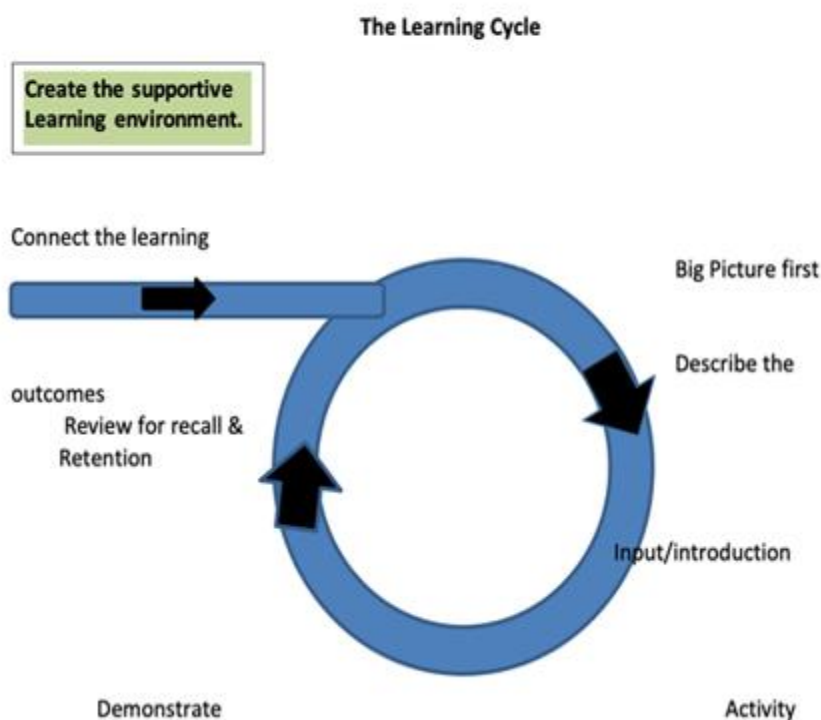 The Learning Cycle
Create the supportive
Learning environment.
Connect the learning
Big Picture first
Describe the
outcomes
Review for recall &
Retention
Input/introduction
Demonstrate
Activity